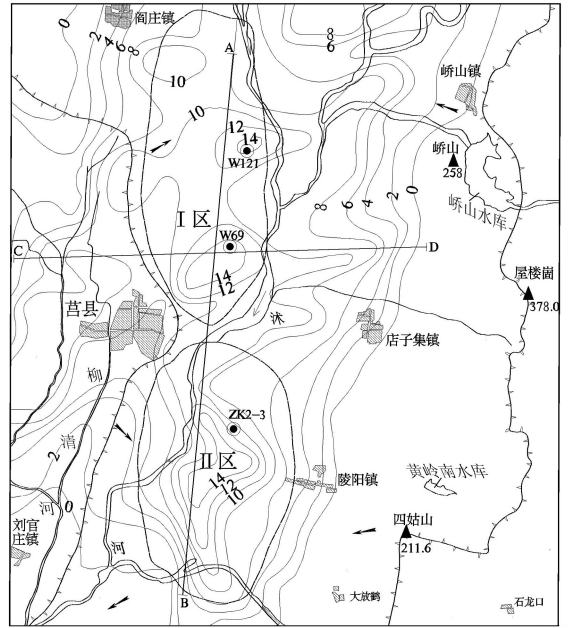 阎庄镇
0
2
4
6
8
A
8
6
峤山镇
10
10
12
14
W121
峤山
258
峤山水库
Ⅰ区
8
6
4
2
0
W69
C
D
14
12
屋楼崮
378.0
莒县
沭
店子集镇
柳
清
河
ZK2-3
2
0
Ⅱ区
14
12
10
陵阳镇
黄岭南水库
四姑山
211.6
刘官
庄镇
河
B
大放鹤
石龙口